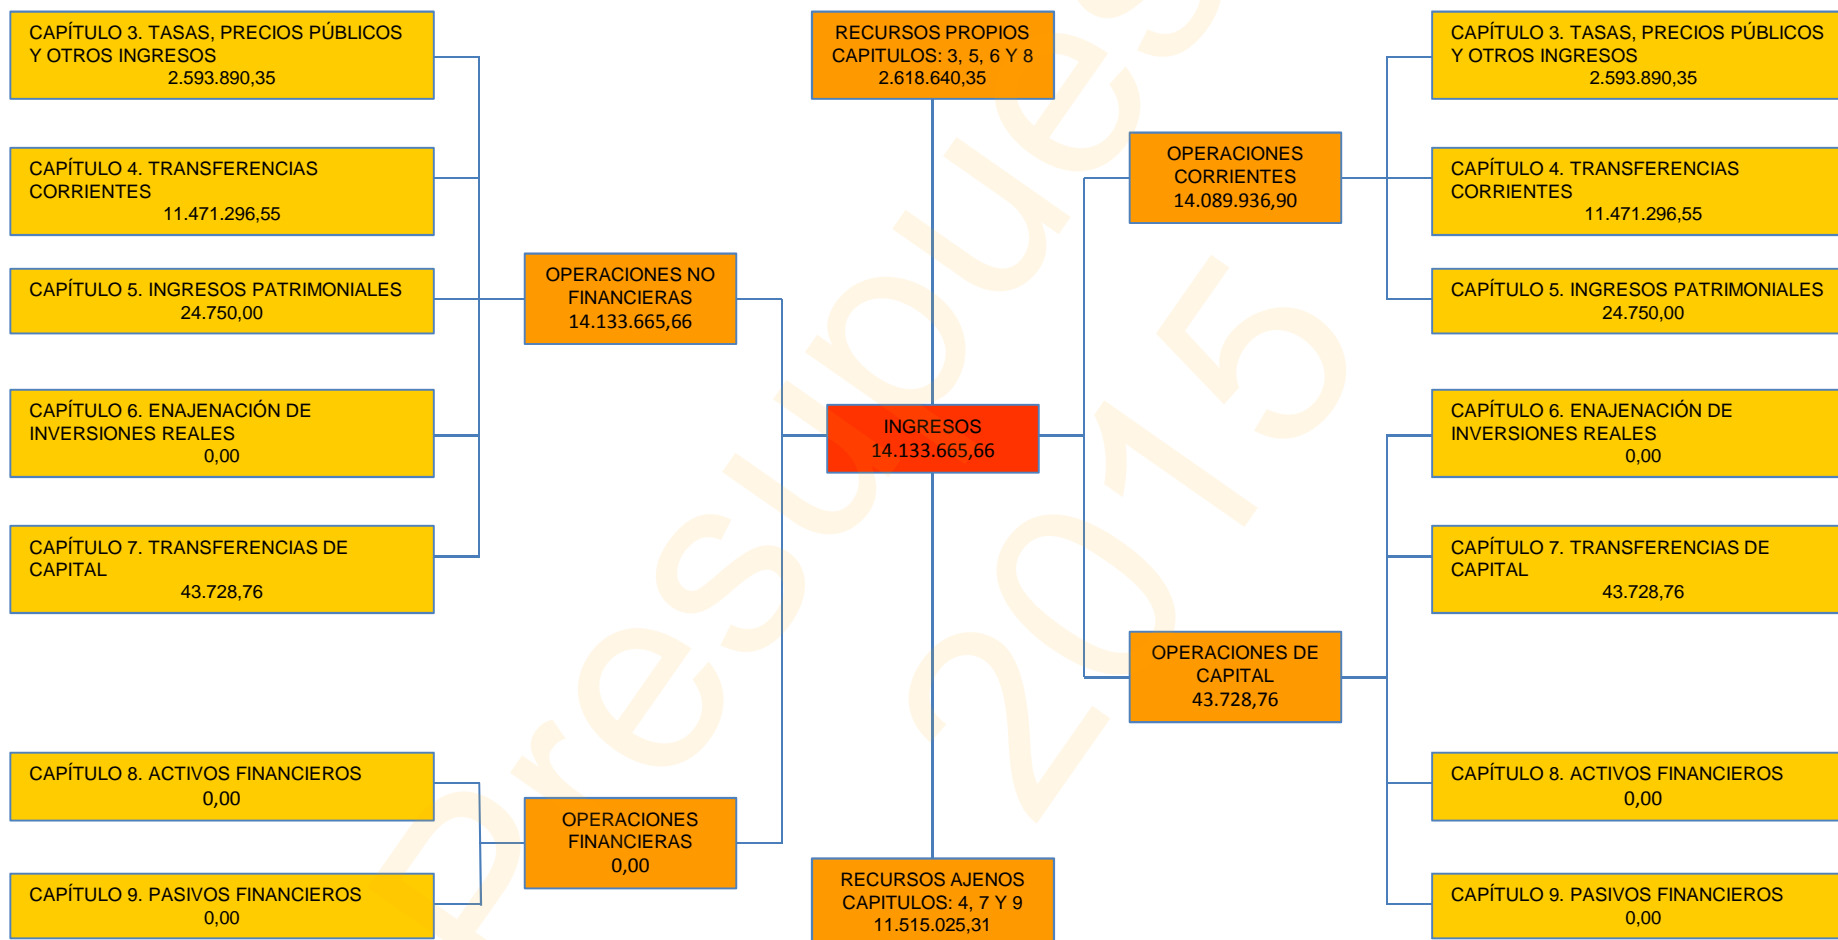 CAPÍTULO 3. TASAS, PRECIOS PÚBLICOS
Y OTROS INGRESOS
2.593.890,35
CAPÍTULO 4. TRANSFERENCIAS
CORRIENTES
11.471.296,55
CAPÍTULO 5. INGRESOS PATRIMONIALES
24.750,00
CAPÍTULO 6. ENAJENACIÓN DE
INVERSIONES REALES
0,00
CAPÍTULO 7. TRANSFERENCIAS DE
CAPITAL
43.728,76
CAPÍTULO 8. ACTIVOS FINANCIEROS
0,00
CAPÍTULO 9. PASIVOS FINANCIEROS
0,00
OPERACIONES NO
FINANCIERAS
14.133.665,66
OPERACIONES
FINANCIERAS
0,00
RECURSOS PROPIOS
CAPITULOS: 3, 5, 6 Y 8
2.618.640,35
INGRESOS
14.133.665,66
RECURSOS AJENOS
CAPITULOS: 4, 7 Y 9
11.515.025,31
OPERACIONES
CORRIENTES
14.089.936,90
OPERACIONES DE
CAPITAL
43.728,76
CAPÍTULO 3. TASAS, PRECIOS PÚBLICOS
Y OTROS INGRESOS
2.593.890,35
CAPÍTULO 4. TRANSFERENCIAS
CORRIENTES
11.471.296,55
CAPÍTULO 5. INGRESOS PATRIMONIALES
24.750,00
CAPÍTULO 6. ENAJENACIÓN DE
INVERSIONES REALES
0,00
CAPÍTULO 7. TRANSFERENCIAS DE
CAPITAL
43.728,76
CAPÍTULO 8. ACTIVOS FINANCIEROS
0,00
CAPÍTULO 9. PASIVOS FINANCIEROS
0,00
Presupues
2015